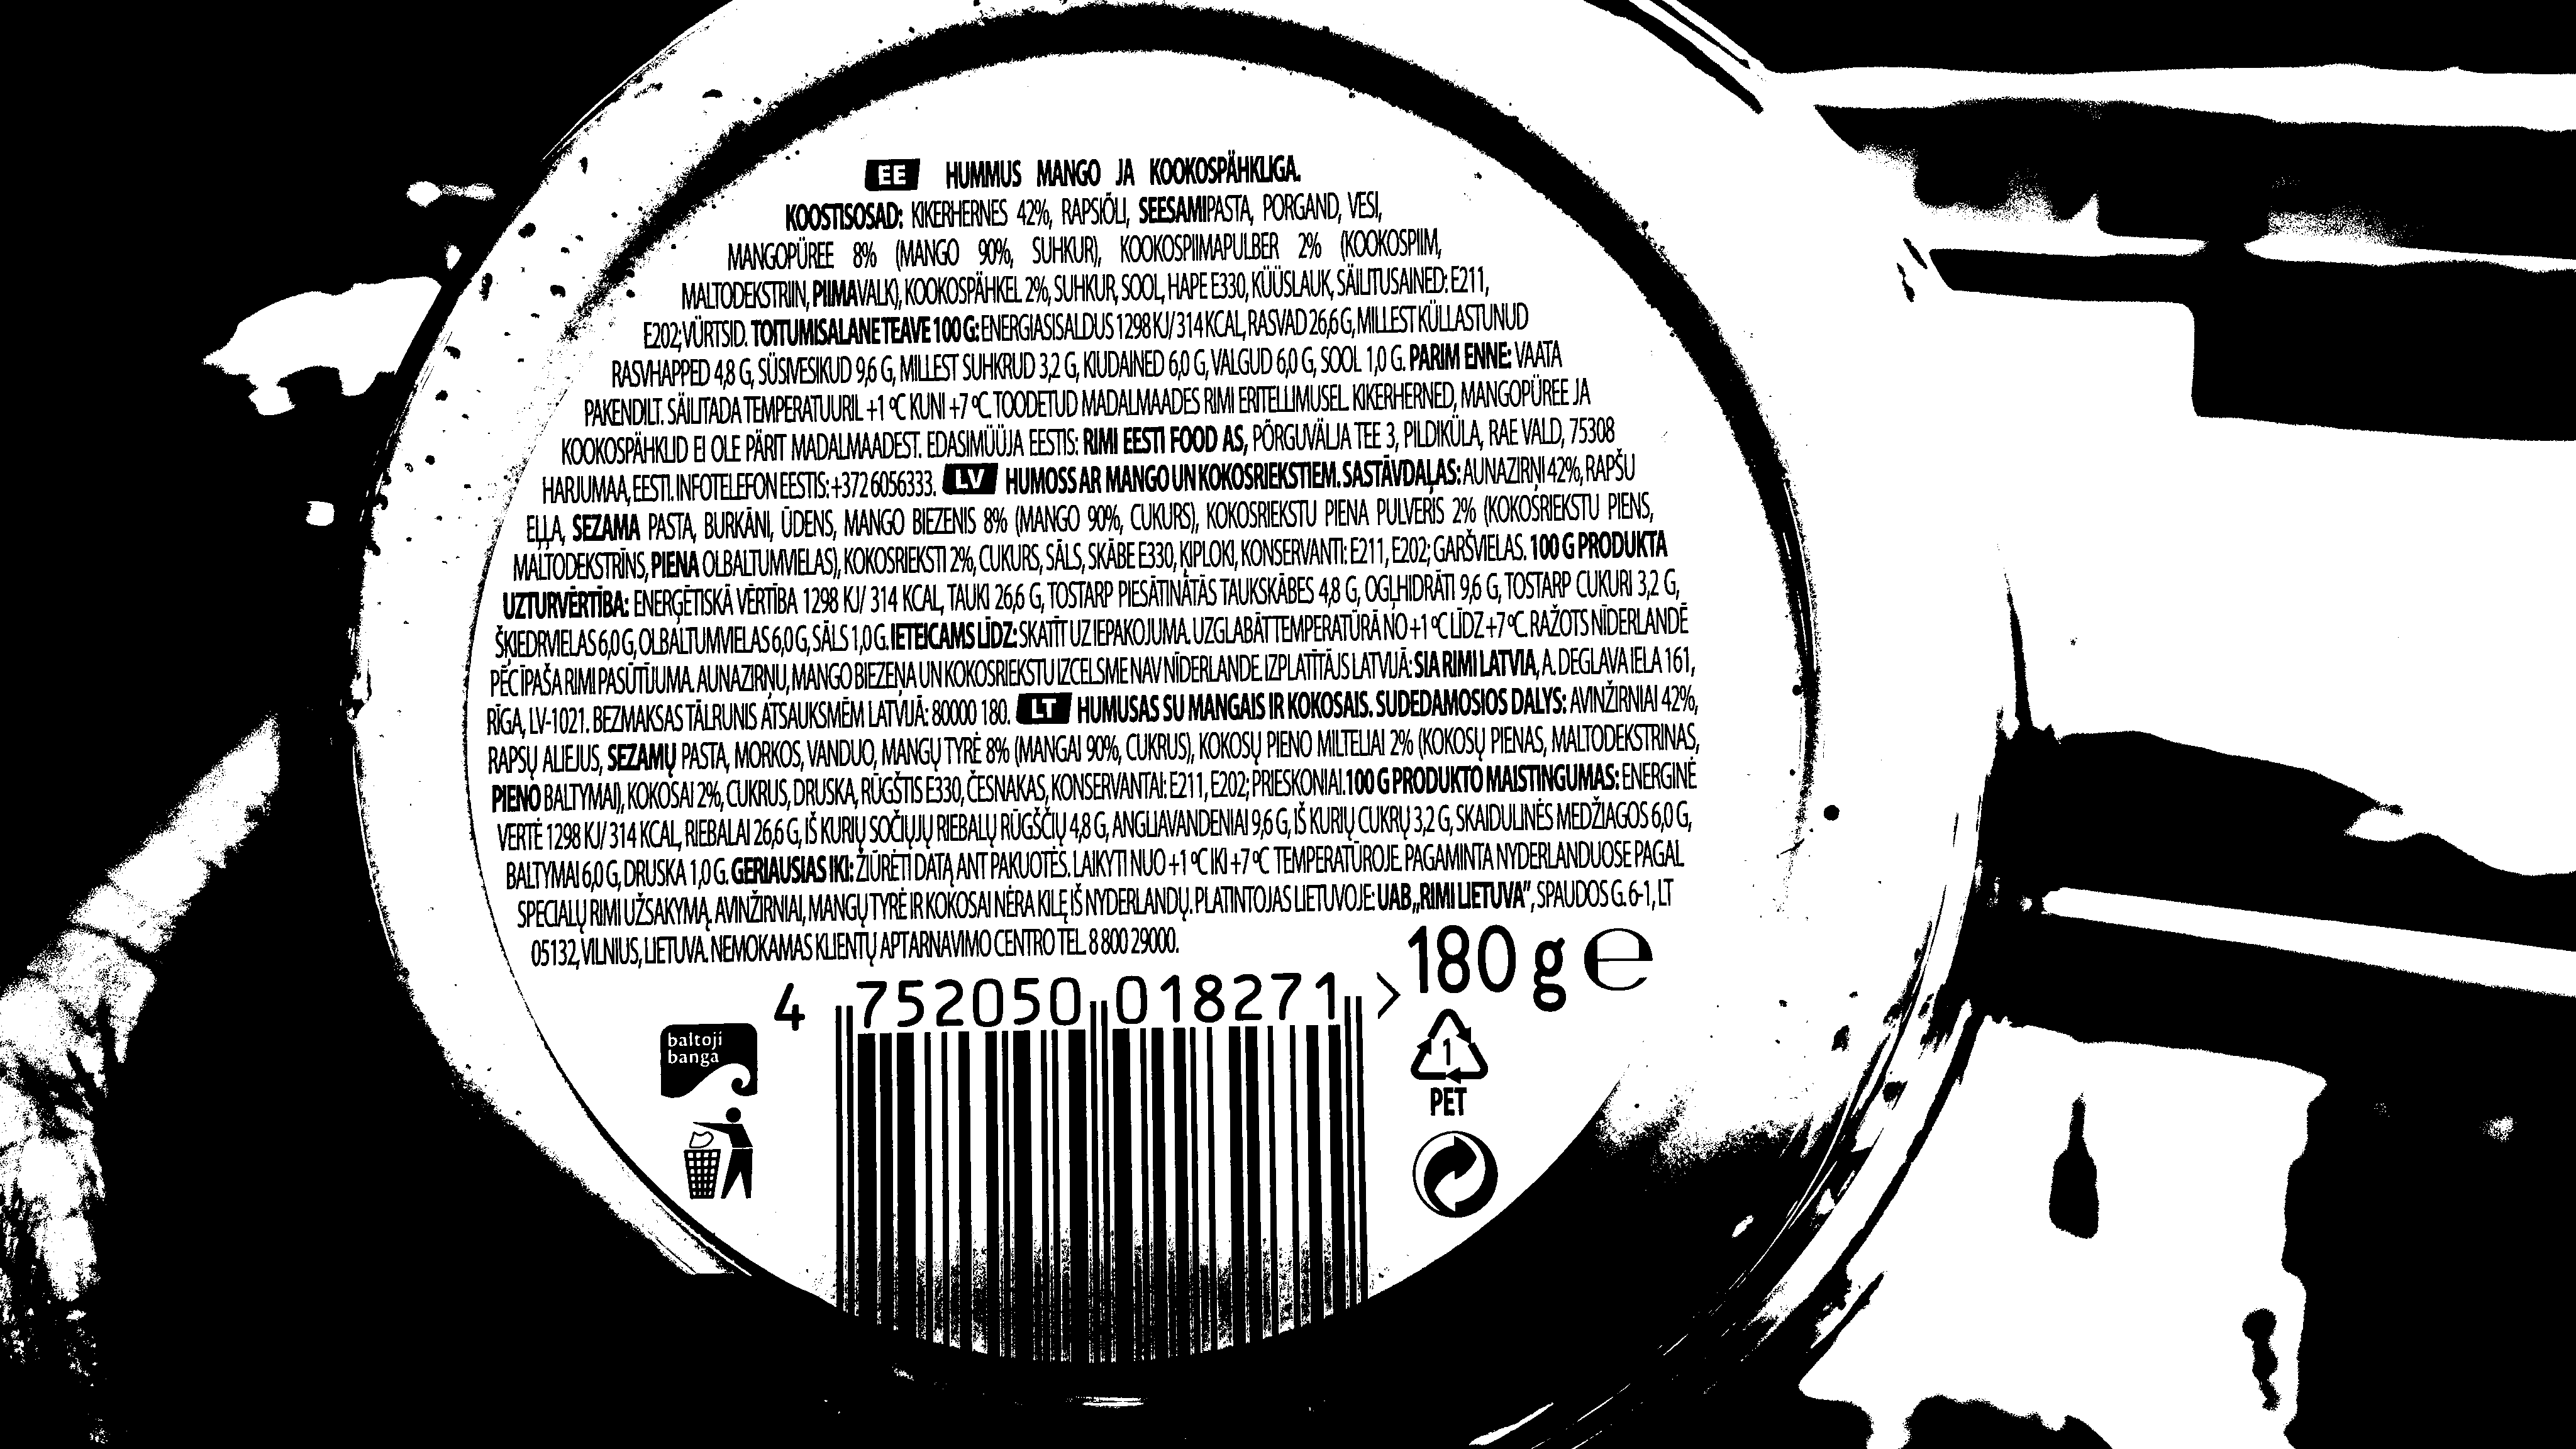 EE HUMMUS MANGO JA KOOKOSPÄHKLIGA.
KOOSTISOSAD: KIKERHERNES 42%, RAPSIÕLI, SEESAMIPASTA, PORGAND, VESI,
MANGOPÜREE 8% (MANGO 90%, SUHKUR), KOOKOSPIIMAPULBER 2% (KOOKOSPIIM,
MALTODEKSTRIIN, PIIMAVALK), KOOKOSPÄHKEL 2%, SUHKUR, SOOL, HAPE E330, KÜÜSLAUK, SÄILITUSAINED: E211,
E202; VÜRTSID. TOITUMISALANE TEAVE 100 G: ENERGIASISALDUS 1298 KJ/ 314 KCAL, RASVAD 26,6 G, MILLEST KÜLLASTUNUD
RASVHAPPED 4,8 G, SÜSIVESIKUD 9,6 G, MILLEST SUHKRUD 3,2 G, KIUDAINED 6,0 G, VALGUD 6,0 G, SOOL 1,0 G. PARIM ENNE: VAATA
PAKENDILT. SÄILITADA TEMPERATUURIL +1 ºC KUNI +7 ºC. TOODETUD MADALMAADES RIMI ERITELLIMUSEL. KIKERHERNED, MANGOPÜREE JA
KOOKOSPÄHKLID EI OLE PÄRIT MADALMAADEST. EDASIMÜÜJA EESTIS: RIMI EESTI FOOD AS, PÕRGUVÄLJA TEE 3, PILDIKÜLA, RAE VALD, 75308
HARJUMAA, EESTI. INFOTELEFON EESTIS: +372 6056333. LV HUMOSS AR MANGO UN KOKOSRIEKSTIEM. SASTĀVDAĻAS: AUNAZIRŅI 42%, RAPŠU
EĻĻA, SEZAMA PASTA, BURKĀNI, ŪDENS, MANGO BIEZENIS 8% (MANGO 90%, CUKURS), KOKOSRIEKSTU PIENA PULVERIS 2% (KOKOSRIEKSTU PIENS,
MALTODEKSTRĪNS, PIENA OLBALTUMVIELAS), KOKOSRIEKSTI 2%, CUKURS, SĀLS, SKĀBE E330, ĶIPLOKI, KONSERVANTI: E211, E202; GARŠVIELAS. 100 G PRODUKTA
UZTURVĒRTĪBA: ENERĢĒTISKĀ VĒRTĪBA 1298 KJ/ 314 KCAL, TAUKI 26,6 G, TOSTARP PIESĀTINĀTĀS TAUKSKĀBES 4,8 G, OGĻHIDRĀTI 9,6 G, TOSTARP CUKURI 3,2 G,
ŠĶIEDRVIELAS 6,0 G, OLBALTUMVIELAS 6,0 G, SĀLS 1,0 G. IETEICAMS LĪDZ: SKATĪT UZ IEPAKOJUMA. UZGLABĀT TEMPERATŪRĀ NO +1 ºC LĪDZ +7 ºC. RAŽOTS NĪDERLANDĒ
PĒC ĪPAŠA RIMI PASŪTĪJUMA. AUNAZIRŅU, MANGO BIEZEŅA UN KOKOSRIEKSTU IZCELSME NAV NĪDERLANDE. IZPLATĪTĀJS LATVIJĀ: SIA RIMI LATVIA, A. DEGLAVA IELA 161,
RĪGA, LV-1021. BEZMAKSAS TĀLRUNIS ATSAUKSMĒM LATVIJĀ: 80000 180. LT HUMUSAS SU MANGAIS IR KOKOSAIS. SUDEDAMOSIOS DALYS: AVINŽIRNIAI 42%,
RAPSŲ ALIEJUS, SEZAMŲ PASTA, MORKOS, VANDUO, MANGŲ TYRĖ 8% (MANGAI 90%, CUKRUS), KOKOSŲ PIENO MILTELIAI 2% (KOKOSŲ PIENAS, MALTODEKSTRINAS,
PIENO BALTYMAI), KOKOSAI 2%, CUKRUS, DRUSKA, RŪGŠTIS E330, ČESNAKAS, KONSERVANTAI: E211, E202; PRIESKONIAI. 100 G PRODUKTO MAISTINGUMAS: ENERGINĖ
VERTĖ 1298 KJ/ 314 KCAL, RIEBALAI 26,6 G, IŠ KURIŲ SOČIŲJŲ RIEBALŲ RŪGŠČIŲ 4,8 G, ANGLIAVANDENIAI 9,6 G, IŠ KURIŲ CUKRŲ 3,2 G, SKAIDULINĖS MEDŽIAGOS 6,0 G,
BALTYMAI 6,0 G, DRUSKA 1,0 G. GERIAUSIAS IKI: ŽIŪRĖTI DATĄ ANT PAKUOTĖS. LAIKYTI NUO +1 ºC IKI +7 ºC TEMPERATŪROJE. PAGAMINTA NYDERLANDUOSE PAGAL
SPECIALŲ RIMI UŽSAKYMĄ. AVINŽIRNIAI, MANGŲ TYRĖ IR KOKOSAI NĖRA KILĘ IŠ NYDERLANDŲ. PLATINTOJAS LIETUVOJE: UAB „RIMI LIETUVA", SPAUDOS G. 6-1, LT
05132, VILNIUS, LIETUVA. NEMOKAMAS KLIENTŲ APTARNAVIMO CENTRO TEL. 8 800 29000.
180 g ℮
4 752050 018271 >
baltoji
banga
1
PET